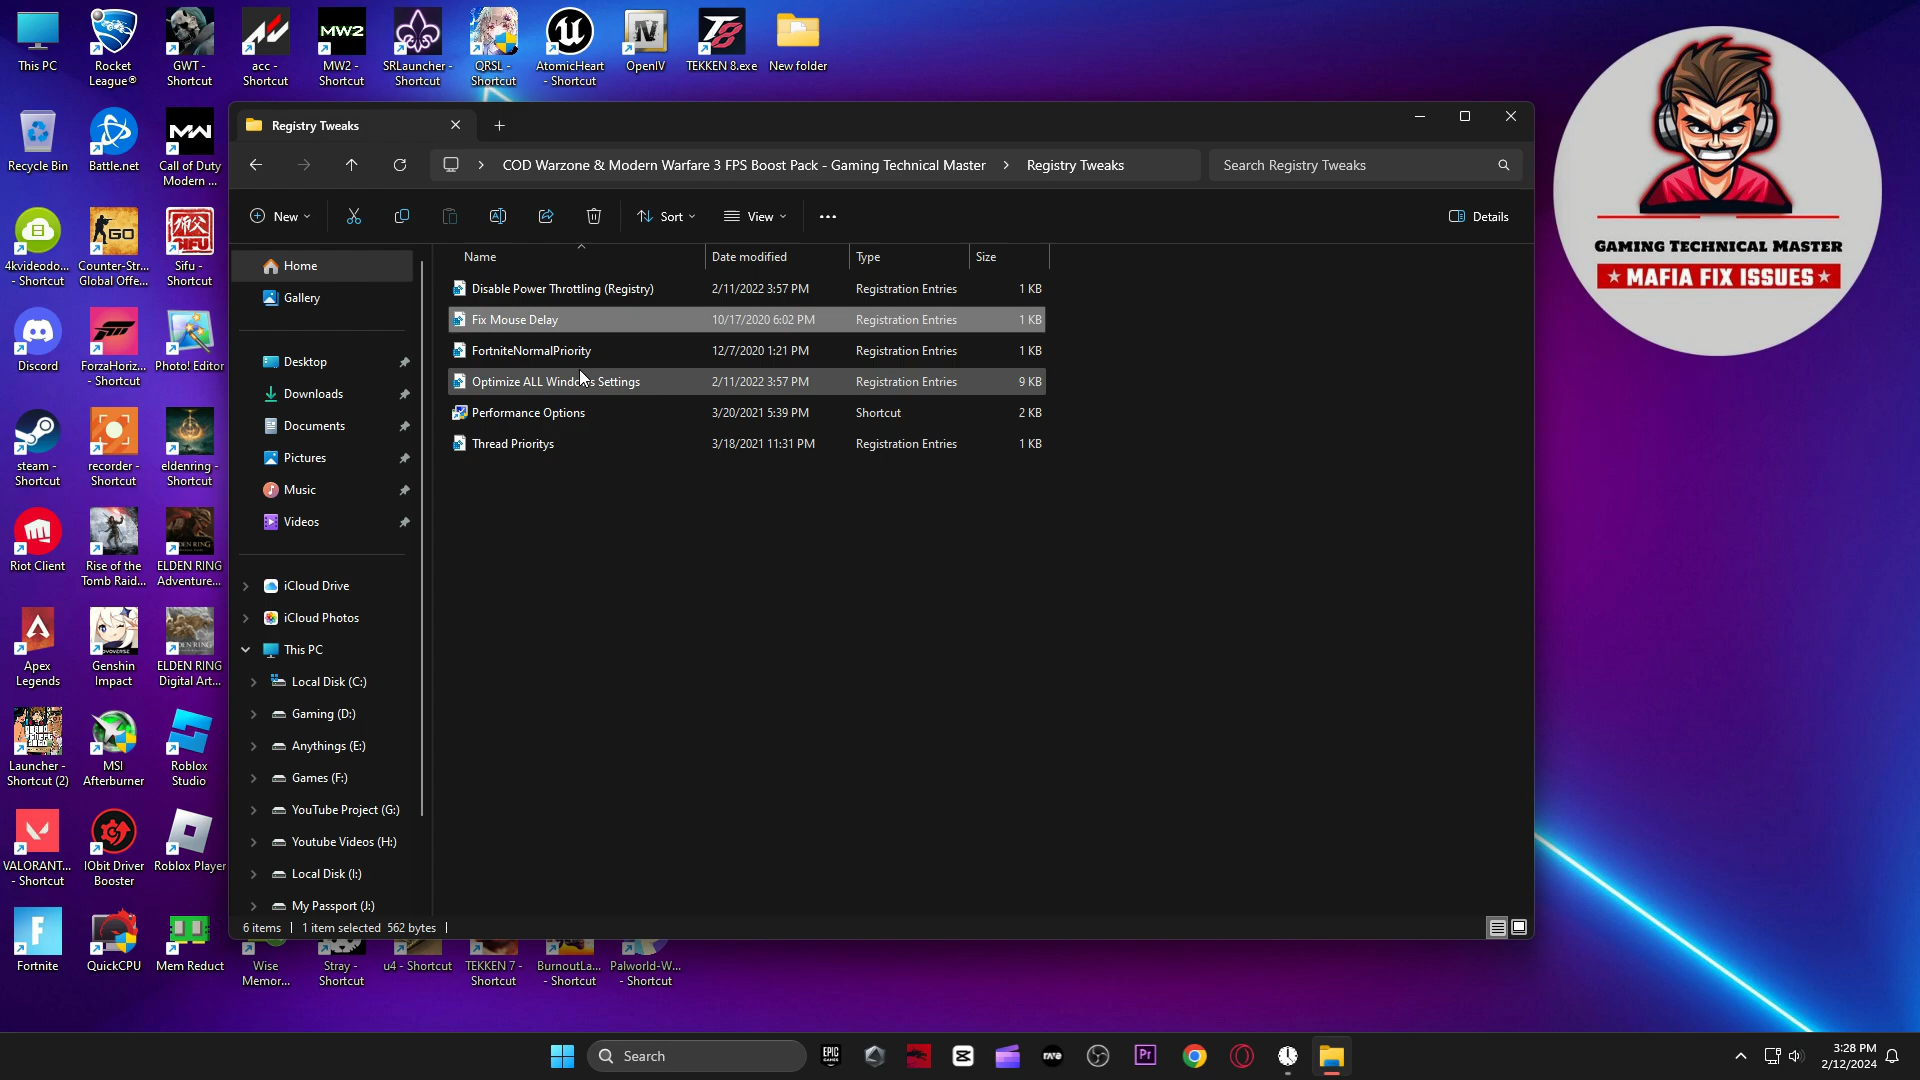 This PC
Rocket
League®
GWT -
Shortcut
acc -
Shortcut
MW2
MW2 -
Shortcut
SRLauncher -
Shortcut
QRSL -
Shortcut
AtomicHeart
- Shortcut
OpenIV
TEKKEN 8.exe
New folder
Recycle Bin
Battle.net
Call of Duty
Modern ...
4kvideodo...
- Shortcut
GO
Counter-Str...
Global Offe...
Sifu -
Shortcut
Discord
ForzaHoriz...
- Shortcut
Photo! Editor
steam -
Shortcut
recorder -
Shortcut
eldenring -
Shortcut
Riot Client
Rise of the
Tomb Raid...
ELDEN RING
Adventure...
Apex
Legends
Genshin
Impact
ELDEN RING
Digital Art...
Launcher -
Shortcut (2)
MSI
Afterburner
Roblox
Studio
VALORANT...
- Shortcut
IObit Driver
Booster
Roblox Player
Fortnite
QuickCPU
Mem Reduct
Wise
Memor...
Stray -
Shortcut
u4 - Shortcut
TEKKEN 7 -
Shortcut
BurnoutLa...
- Shortcut
Palworld-W...
- Shortcut
Registry Tweaks
COD Warzone & Modern Warfare 3 FPS Boost Pack - Gaming Technical Master
Registry Tweaks
Search Registry Tweaks
New
Sort
View
Details
Home
Gallery
Desktop
Downloads
Documents
Pictures
Music
Videos
iCloud Drive
iCloud Photos
This PC
Local Disk (C:)
Gaming (D:)
Anythings (E:)
Games (F:)
YouTube Project (G:)
Youtube Videos (H:)
Local Disk (I:)
My Passport (J:)
Name Date modified Type Size
Disable Power Throttling (Registry) 2/11/2022 3:57 PM Registration Entries 1 KB
Fix Mouse Delay 10/17/2020 6:02 PM Registration Entries 1 KB
FortniteNormalPriority 12/7/2020 1:21 PM Registration Entries 1 KB
Optimize ALL Windows Settings 2/11/2022 3:57 PM Registration Entries 9 KB
Performance Options 3/20/2021 5:39 PM Shortcut 2 KB
Thread Prioritys 3/18/2021 11:31 PM Registration Entries 1 KB
6 items 1 item selected 562 bytes
GAMING TECHNICAL MASTER
MAFIA FIX ISSUES
Search
EPIC
GAMES
Pr
3:28 PM
2/12/2024